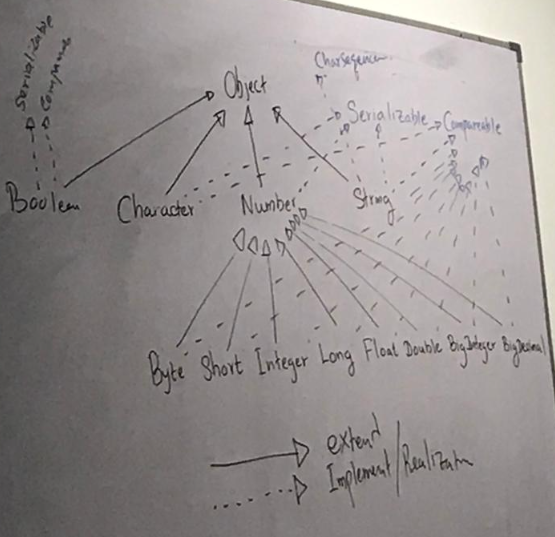 Serializable
Comparable
Charsequence
Object
Serializable
Compareable
Boolean
Character
Number
String
Byte
Short
Integer
Long
Float
Double
BigInteger
BigDecimal
extend
Implement/Realization